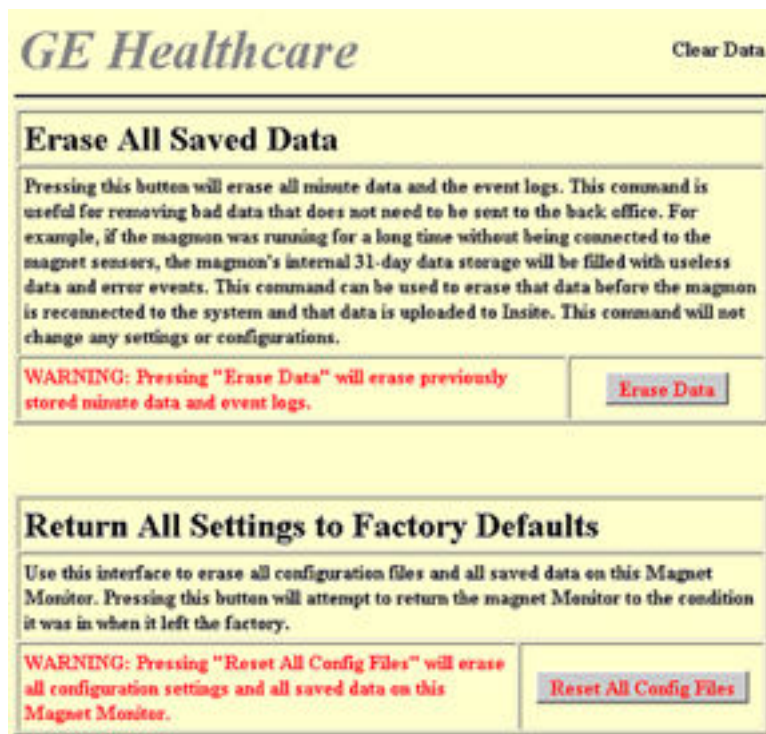 GE Healthcare
Clear Data
Erase All Saved Data
Pressing this button will erase all minute data and the event logs. This command is
useful for removing bad data that does not need to be sent to the back office. For
example, if the magmon was running for a long time without being connected to the
magnet sensors, the magmon's internal 31-day data storage will be filled with useless
data and error events. This command can be used to erase that data before the magmon
is reconnected to the system and that data is uploaded to Insite. This command will not
change any settings or configurations.
WARNING: Pressing "Erase Data" will erase previously
stored minute data and event logs.
Erase Data
Return All Settings to Factory Defaults
Use this interface to erase all configuration files and all saved data on this Magnet
Monitor. Pressing this button will attempt to return the magnet Monitor to the condition
it was in when it left the factory.
WARNING: Pressing "Reset All Config Files" will erase
all configuration settings and all saved data on this
Magnet Monitor.
Reset All Config Files